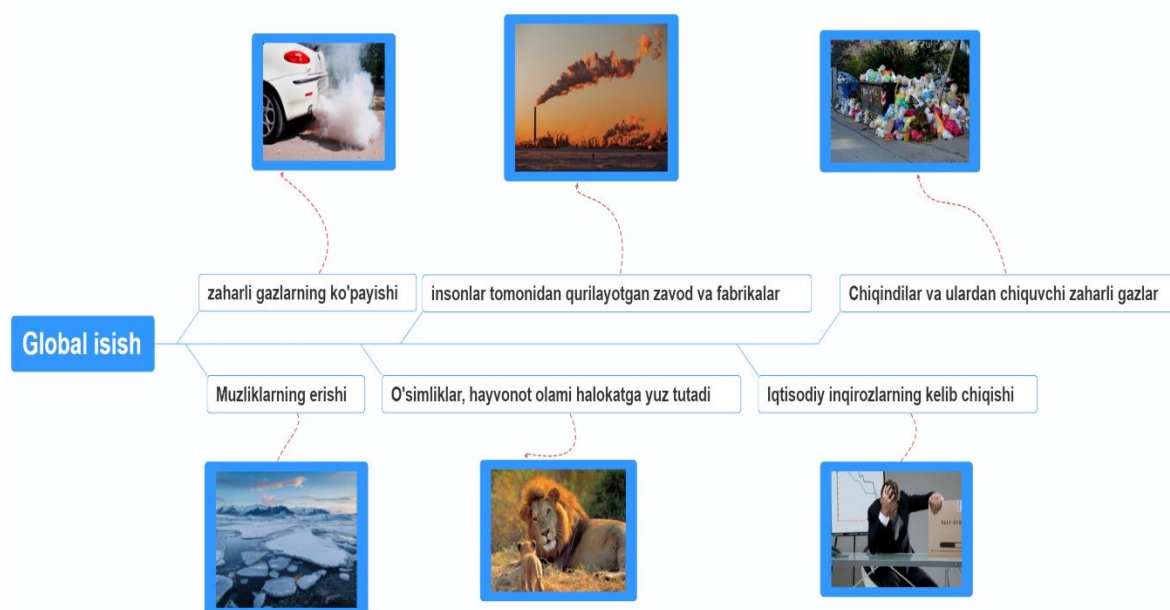 zaharli gazlarning ko'payishi
insonlar tomonidan qurilayotgan zavod va fabrikalar
Chiqindilar va ulardan chiquvchi zaharli gazlar
Global isish
Muzliklarning erishi
O'simliklar, hayvonot olami halokatga yuz tutadi
Iqtisodiy inqirozlarning kelib chiqishi